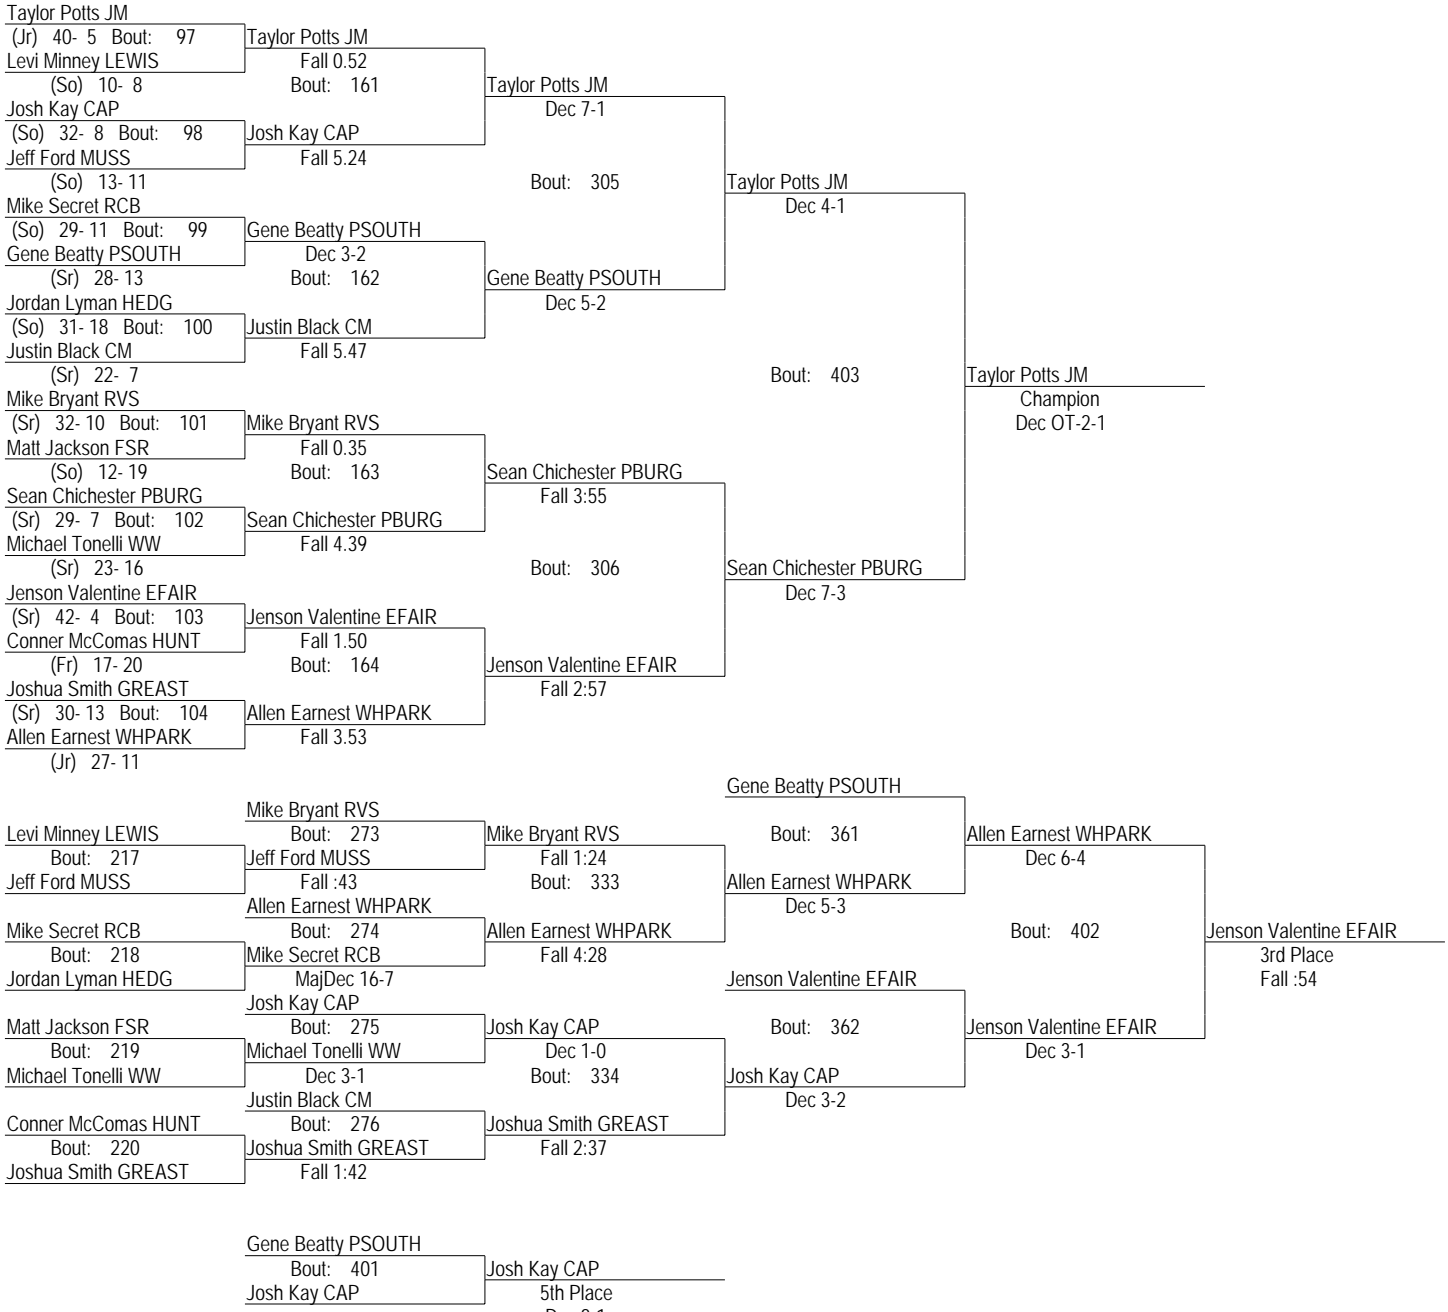 Taylor Potts JM
(Jr) 40- 5 Bout: 97 Taylor Potts JM
Levi Minney LEWIS Fall 0.52
(So) 10- 8 Bout: 161 Taylor Potts JM
Josh Kay CAP Dec 7-1
(So) 32- 8 Bout: 98 Josh Kay CAP
Jeff Ford MUSS Fall 5.24
(So) 13- 11 Bout: 305 Taylor Potts JM
Mike Secret RCB Dec 4-1
(So) 29- 11 Bout: 99 Gene Beatty PSOUTH
Gene Beatty PSOUTH Dec 3-2
(Sr) 28- 13 Bout: 162 Gene Beatty PSOUTH
Jordan Lyman HEDG Dec 5-2
(So) 31- 18 Bout: 100 Justin Black CM
Justin Black CM Fall 5.47
(Sr) 22- 7 Bout: 403 Taylor Potts JM
Mike Bryant RVS Champion
(Sr) 32- 10 Bout: 101 Mike Bryant RVS Dec OT-2-1
Matt Jackson FSR Fall 0.35
(So) 12- 19 Bout: 163 Sean Chichester PBURG
Sean Chichester PBURG Fall 3:55
(Sr) 29- 7 Bout: 102 Sean Chichester PBURG
Michael Tonelli WW Fall 4.39
(Sr) 23- 16 Bout: 306 Sean Chichester PBURG
Jenson Valentine EFAIR Dec 7-3
(Sr) 42- 4 Bout: 103 Jenson Valentine EFAIR
Conner McComas HUNT Fall 1.50
(Fr) 17- 20 Bout: 164 Jenson Valentine EFAIR
Joshua Smith GREAST Fall 2:57
(Sr) 30- 13 Bout: 104 Allen Earnest WHPARK
Allen Earnest WHPARK Fall 3.53
(Jr) 27- 11
Gene Beatty PSOUTH
Mike Bryant RVS
Levi Minney LEWIS Bout: 273 Mike Bryant RVS Bout: 361 Allen Earnest WHPARK
Bout: 217 Jeff Ford MUSS Fall 1:24 Dec 6-4
Jeff Ford MUSS Fall :43 Bout: 333 Allen Earnest WHPARK
Allen Earnest WHPARK Dec 5-3
Mike Secret RCB Bout: 274 Allen Earnest WHPARK Bout: 402 Jenson Valentine EFAIR
Bout: 218 Mike Secret RCB Fall 4:28 3rd Place
Jordan Lyman HEDG MajDec 16-7 Jenson Valentine EFAIR Fall :54
Josh Kay CAP
Matt Jackson FSR Bout: 275 Josh Kay CAP Bout: 362 Jenson Valentine EFAIR
Bout: 219 Michael Tonelli WW Dec 1-0 Dec 3-1
Michael Tonelli WW Dec 3-1 Bout: 334 Josh Kay CAP
Justin Black CM Dec 3-2
Conner McComas HUNT Bout: 276 Joshua Smith GREAST
Bout: 220 Joshua Smith GREAST Fall 2:37
Joshua Smith GREAST Fall 1:42
Gene Beatty PSOUTH
Bout: 401 Josh Kay CAP
Josh Kay CAP 5th Place